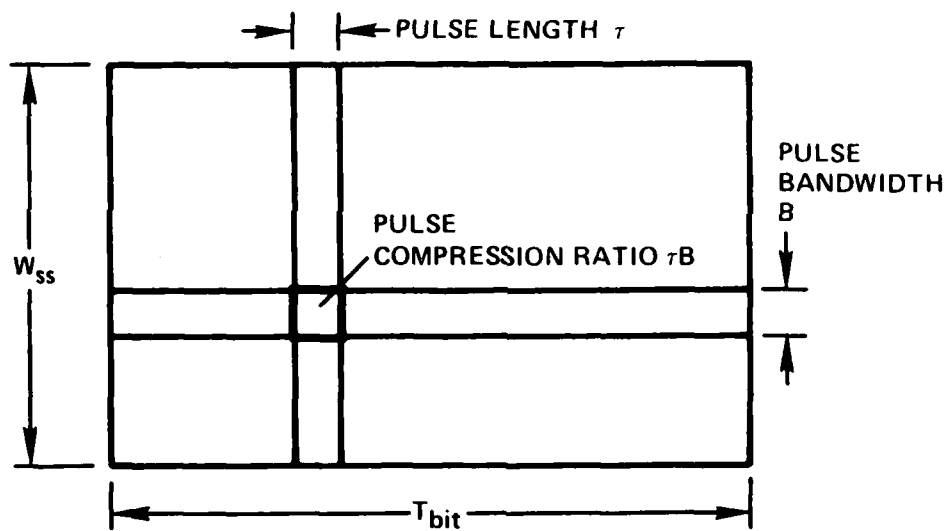 PULSE LENGTH τ
PULSE
BANDWIDTH
B
PULSE
COMPRESSION RATIO τB
W_ss
T_bit